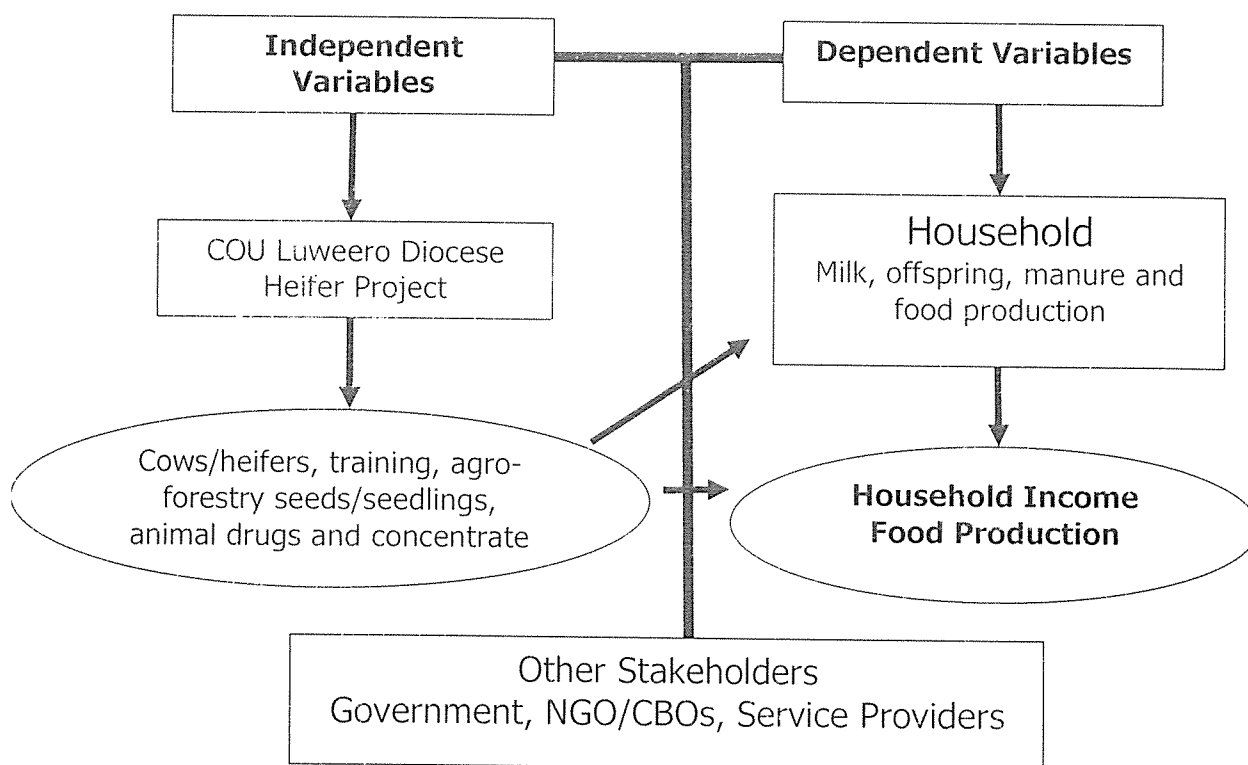 Independent
Variables
Dependent Variables
COU Luweero Diocese
Heifer Project
Household
Milk, offspring, manure and
food production
Cows/heifers, training, agro-
forestry seeds/seedlings,
animal drugs and concentrate
Household Income
Food Production
Other Stakeholders
Government, NGO/CBOs, Service Providers